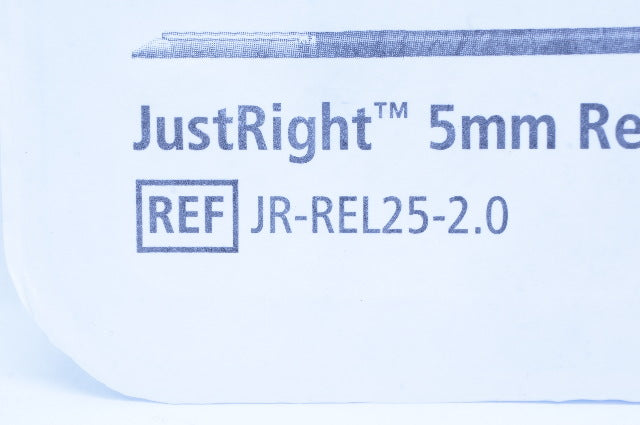 JustRight™ 5mm Re
REF JR-REL25-2.0